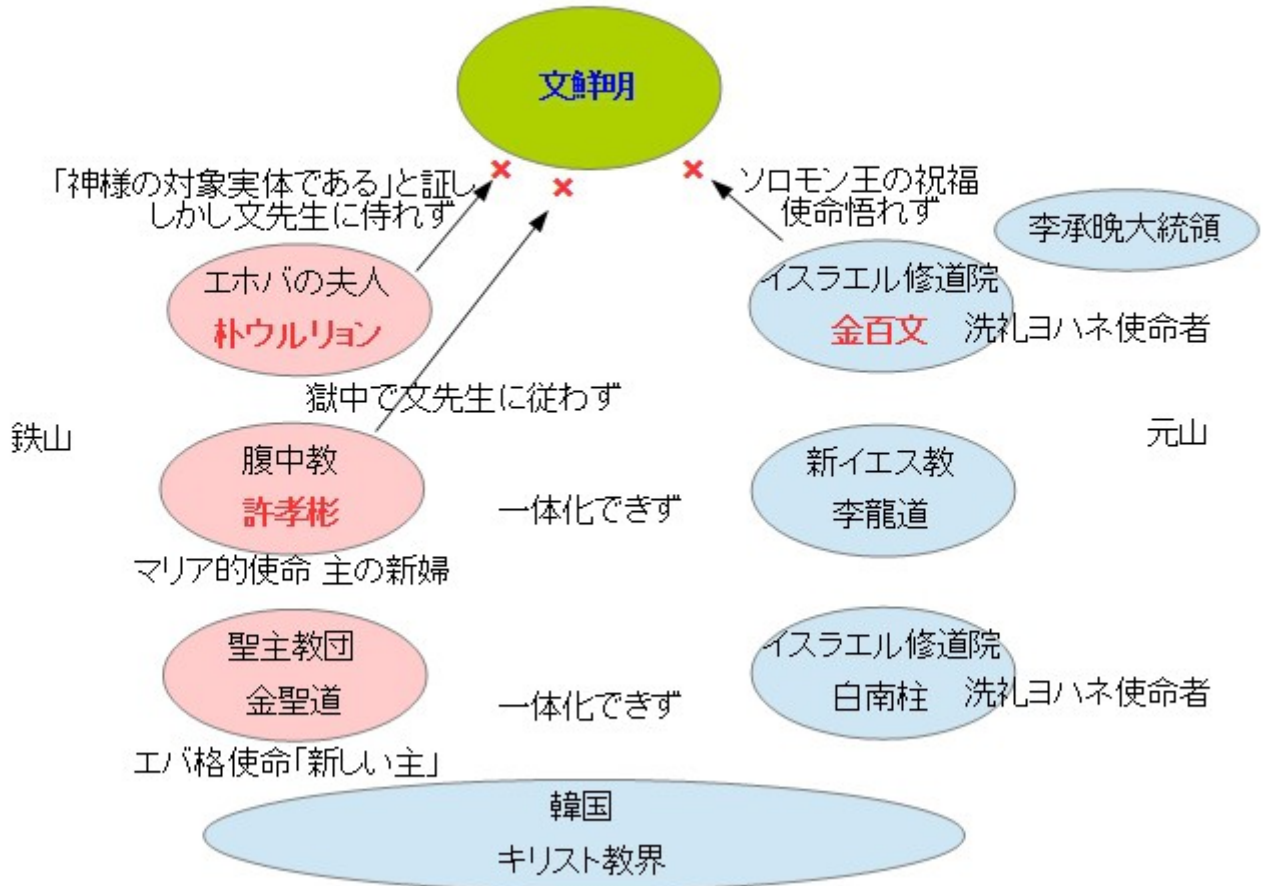 文鮮明
「神様の対象実体である」と証し
しかし文先生に侍れず
ソロモン王の祝福
使命悟れず
李承晩大統領
エホバの夫人
朴ウルリョン
イスラエル修道院
金百文
洗礼ヨハネ使命者
獄中で文先生に従わず
鉄山
元山
腹中教
許孝彬
一体化できず
新イエス教
李龍道
マリア的使命 主の新婦
聖主教団
金聖道
一体化できず
イスラエル修道院
白南柱
洗礼ヨハネ使命者
エバ格使命「新しい主」
韓国
キリスト教界